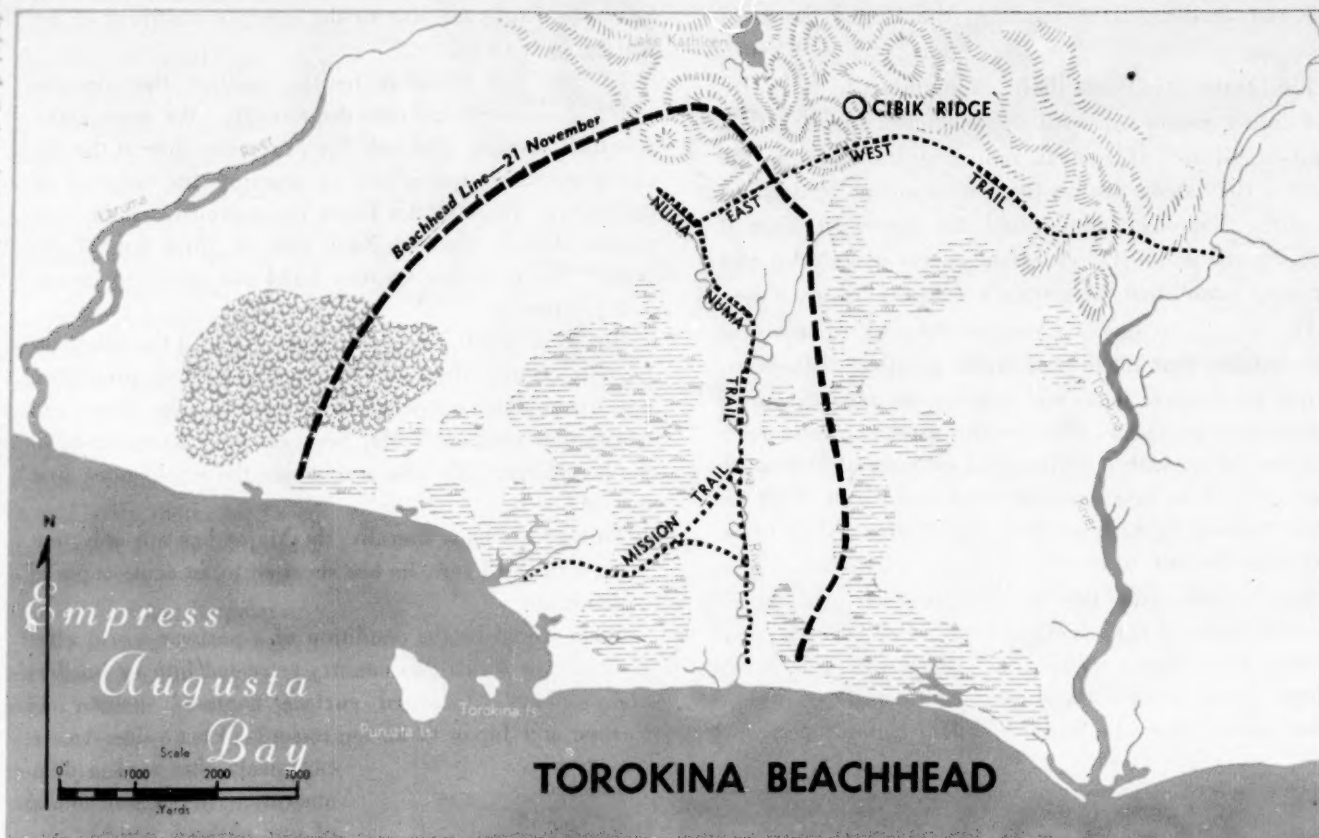 Lake Kathleen
CIBIK RIDGE
Beachhead Line—21 November
WEST
EAST
TRAIL
NUMA
NUMA
TRAIL
MISSION TRAIL
River
River
N
Empress
Augusta
Bay
Puruata Is.
Torokina Is.
Scale
0 1000 2000 3000
Yards
TOROKINA BEACHHEAD